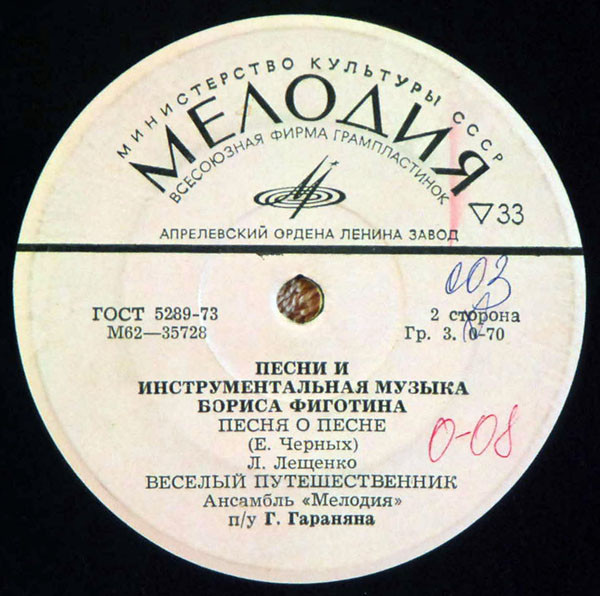 МИНИСТЕРСТВО КУЛЬТУРЫ СССР
МЕЛОДИЯ
ВСЕСОЮЗНАЯ ФИРМА ГРАМПЛАСТИНОК
33
АПРЕЛЕВСКИЙ ОРДЕНА ЛЕНИНА ЗАВОД
003
ГОСТ 5289-73
2 сторона
М62—35728
Гр. 3. 0-70
ПЕСНИ И
ИНСТРУМЕНТАЛЬНАЯ МУЗЫКА
БОРИСА ФИГОТИНА
ПЕСНЯ О ПЕСНЕ
0-08
(Е. Черных)
Л. Лещенко
ВЕСЕЛЫЙ ПУТЕШЕСТВЕННИК
Ансамбль «Мелодия»
п/у Г. Гараняна